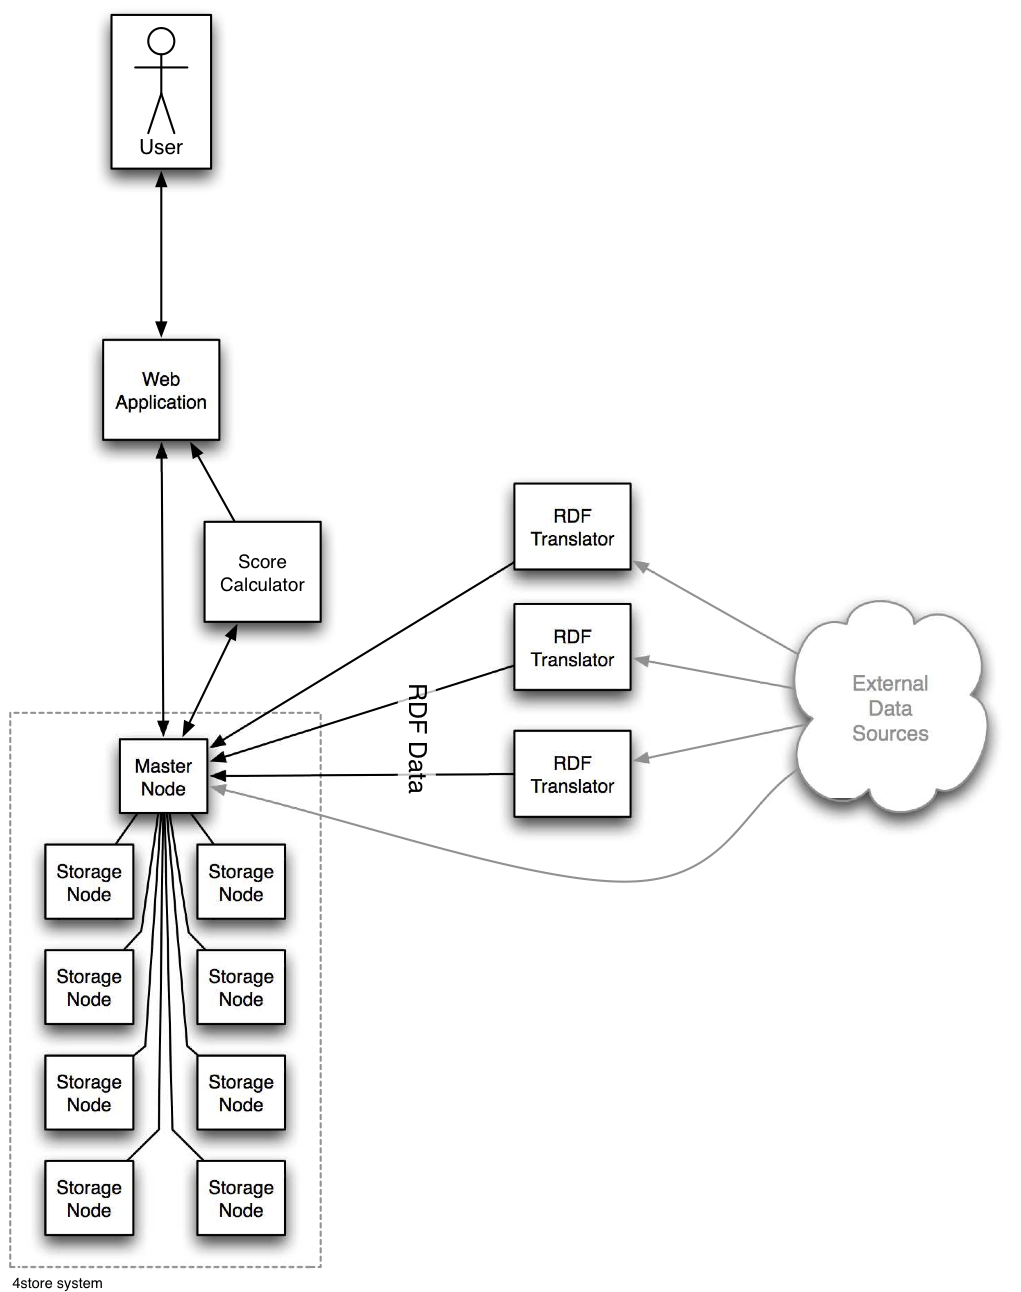 User
Web
Application
Score
Calculator
RDF
Translator
RDF
Translator
RDF
Translator
External
Data
Sources
RDF Data
Master
Node
Storage
Node
Storage
Node
Storage
Node
Storage
Node
Storage
Node
Storage
Node
Storage
Node
Storage
Node
4store system